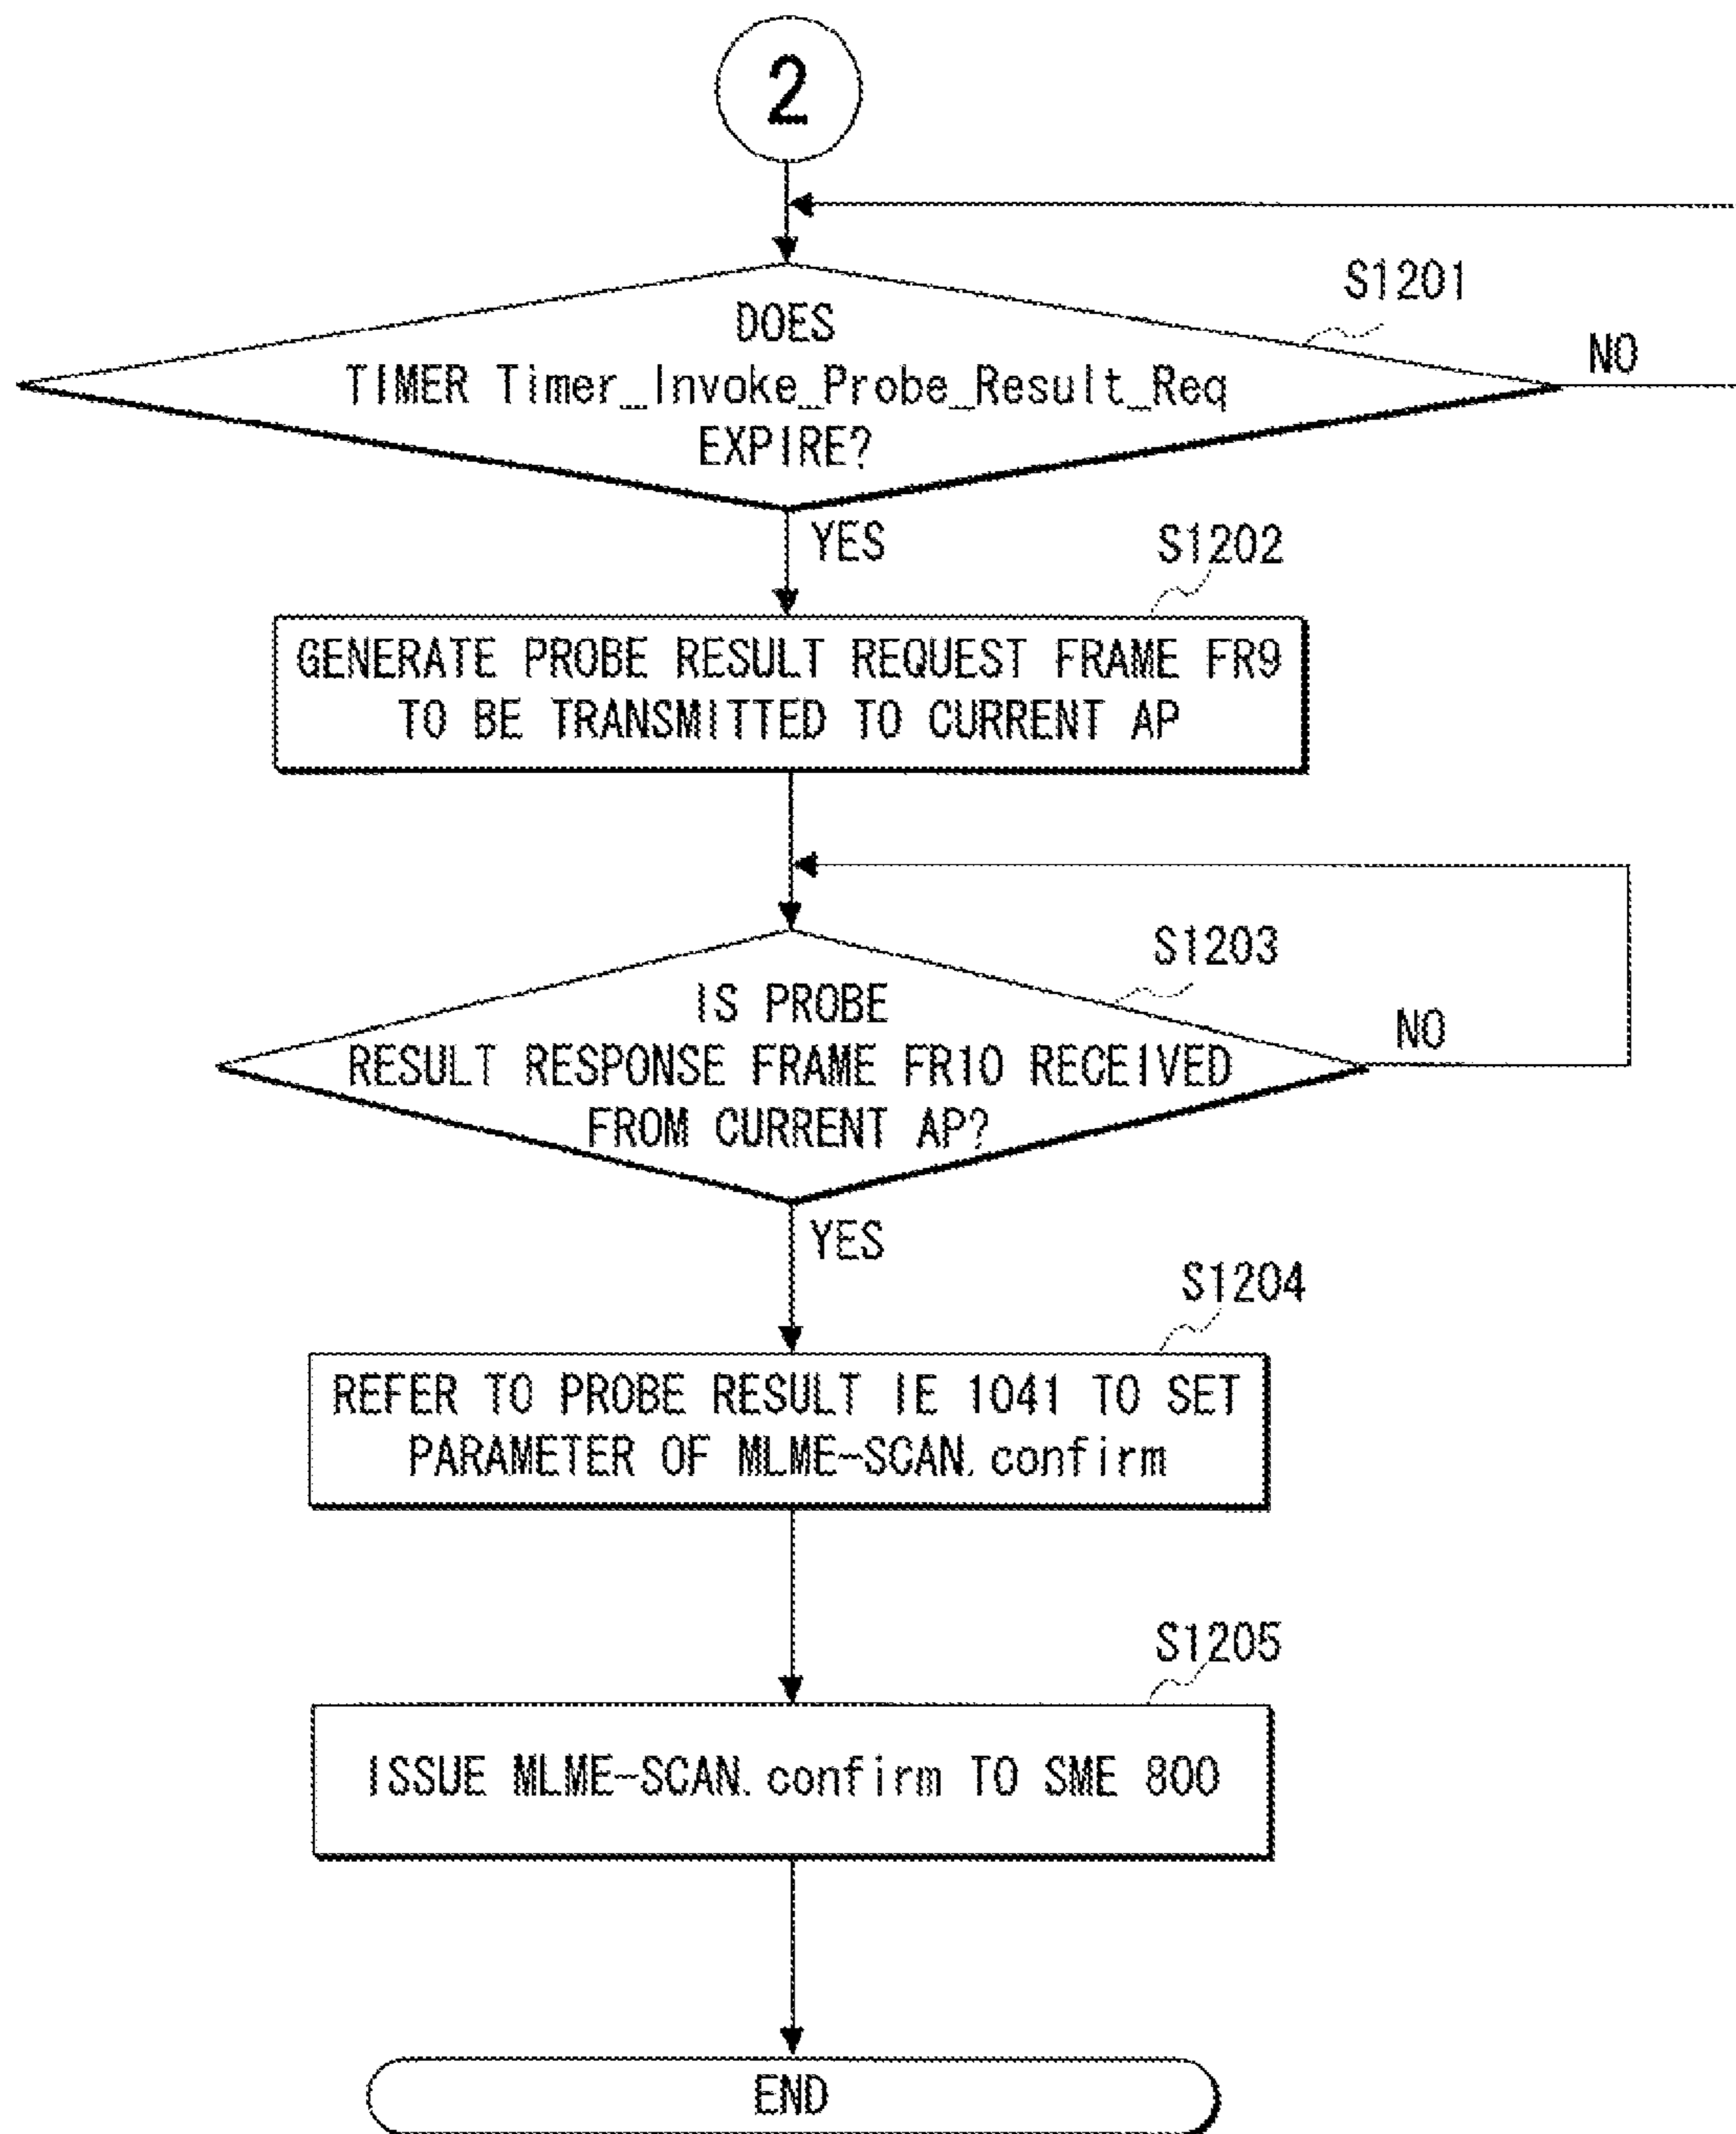 2
S1201
DOES
TIMER Timer_Invoke_Probe_Result_Req
EXPIRE?
NO
YES
S1202
GENERATE PROBE RESULT REQUEST FRAME FR9
TO BE TRANSMITTED TO CURRENT AP
S1203
IS PROBE
RESULT RESPONSE FRAME FR10 RECEIVED
FROM CURRENT AP?
NO
YES
S1204
REFER TO PROBE RESULT IE 1041 TO SET
PARAMETER OF MLME-SCAN.confirm
S1205
ISSUE MLME-SCAN.confirm TO SME 800
END